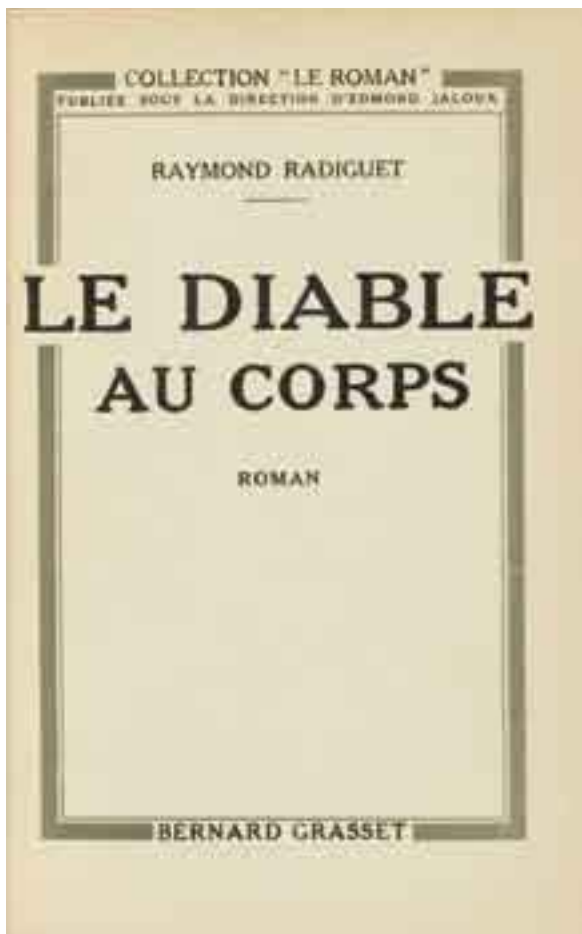 COLLECTION "LE ROMAN"
PUBLIÉE SOUS LA DIRECTION D'EDMOND JALOUX
RAYMOND RADIGUET
LE DIABLE
AU CORPS
ROMAN
BERNARD GRASSET